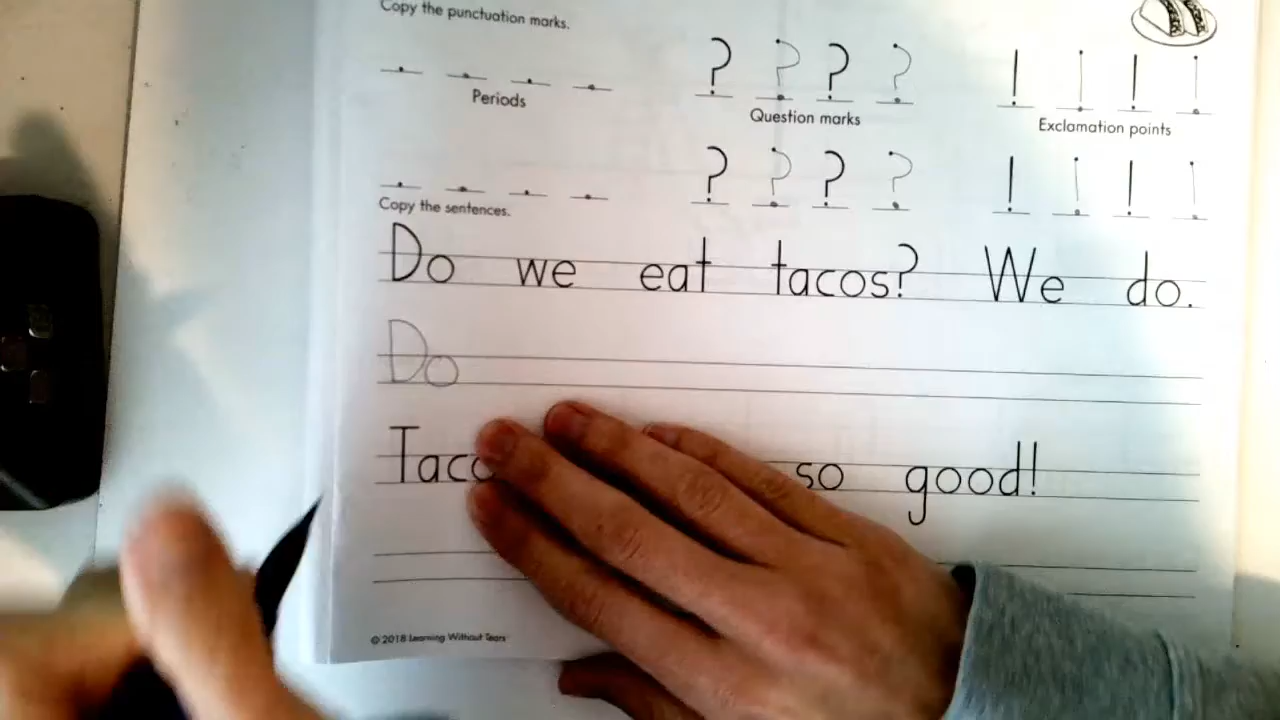 Copy the punctuation marks.
. . . . ? ? ? ? ! ! ! !
Periods Question marks Exclamation points
. . . . ? ? ? ? ! ! ! !
Copy the sentences.
Do we eat tacos? We do.
Do
so good!
© 2018 Learning Without Tears